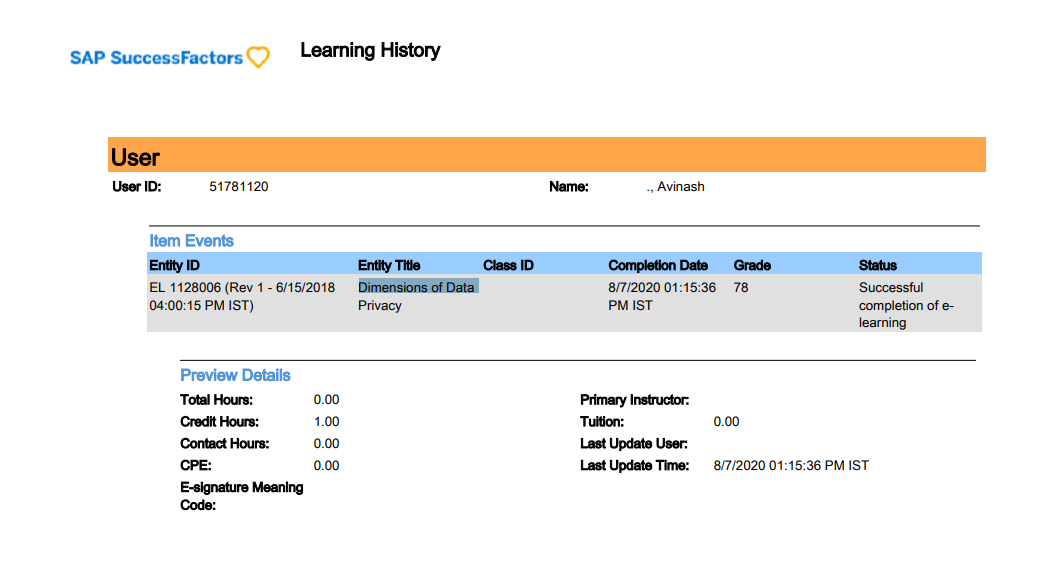 SAP SuccessFactors
Learning History
User
User ID: 51781120 Name: ., Avinash
Item Events
Entity ID Entity Title Class ID Completion Date Grade Status
EL 1128006 (Rev 1 - 6/15/2018 Dimensions of Data 8/7/2020 01:15:36 78 Successful
04:00:15 PM IST) Privacy PM IST completion of e-
learning
Preview Details
Total Hours: 0.00 Primary Instructor:
Credit Hours: 1.00 Tuition: 0.00
Contact Hours: 0.00 Last Update User:
CPE: 0.00 Last Update Time: 8/7/2020 01:15:36 PM IST
E-signature Meaning
Code: